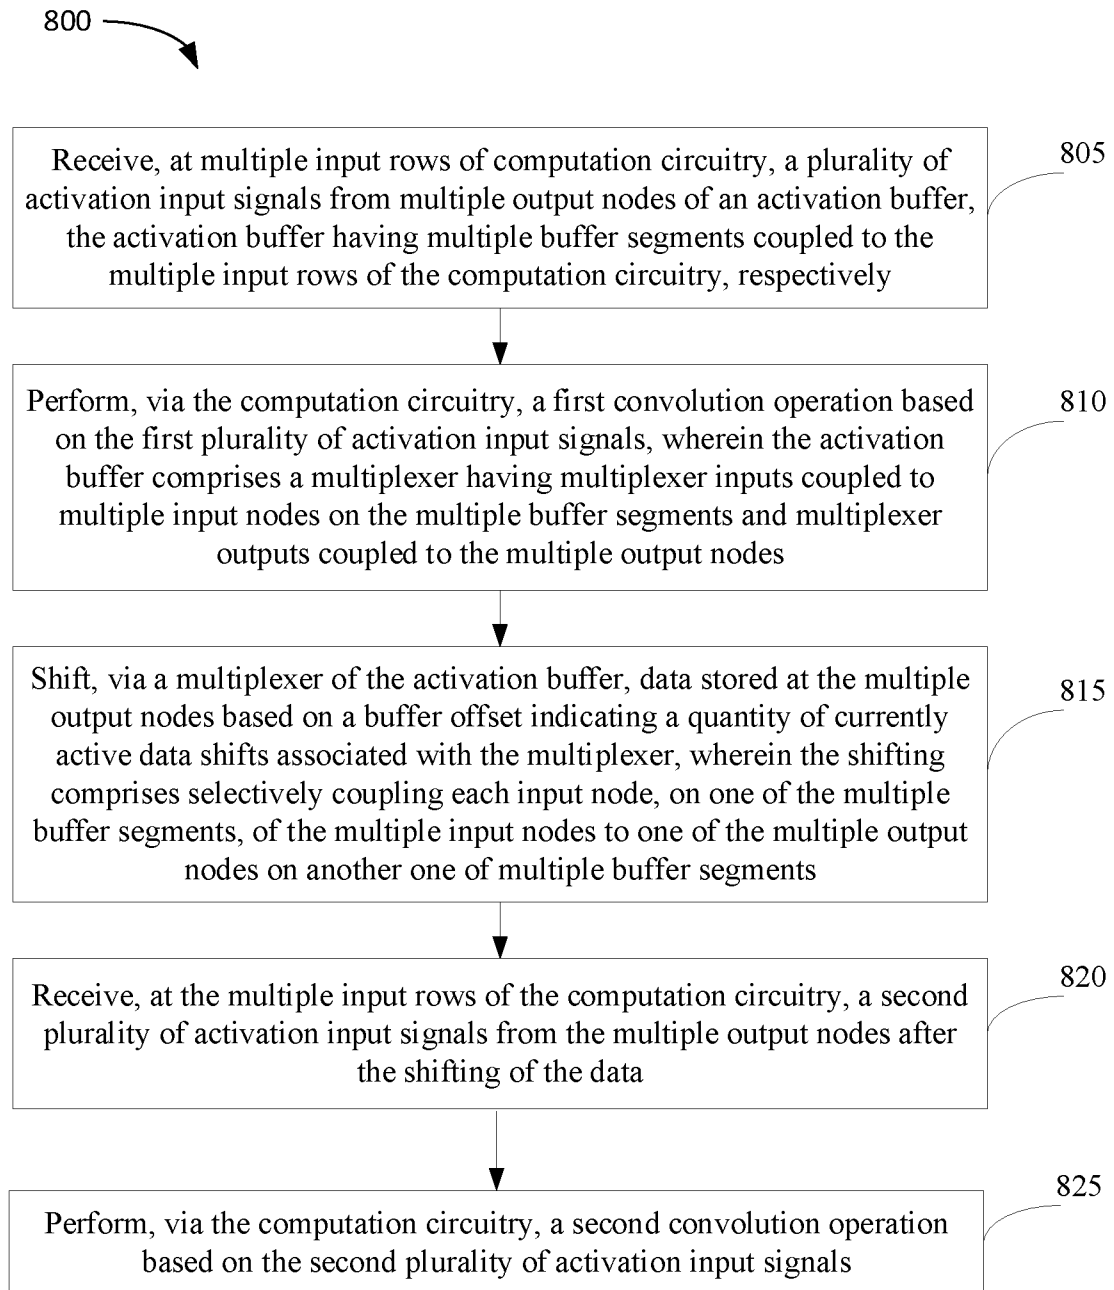 800
Receive, at multiple input rows of computation circuitry, a plurality of
activation input signals from multiple output nodes of an activation buffer,
the activation buffer having multiple buffer segments coupled to the
multiple input rows of the computation circuitry, respectively
805
Perform, via the computation circuitry, a first convolution operation based
on the first plurality of activation input signals, wherein the activation
buffer comprises a multiplexer having multiplexer inputs coupled to
multiple input nodes on the multiple buffer segments and multiplexer
outputs coupled to the multiple output nodes
810
Shift, via a multiplexer of the activation buffer, data stored at the multiple
output nodes based on a buffer offset indicating a quantity of currently
active data shifts associated with the multiplexer, wherein the shifting
comprises selectively coupling each input node, on one of the multiple
buffer segments, of the multiple input nodes to one of the multiple output
nodes on another one of multiple buffer segments
815
Receive, at the multiple input rows of the computation circuitry, a second
plurality of activation input signals from the multiple output nodes after
the shifting of the data
820
Perform, via the computation circuitry, a second convolution operation
based on the second plurality of activation input signals
825